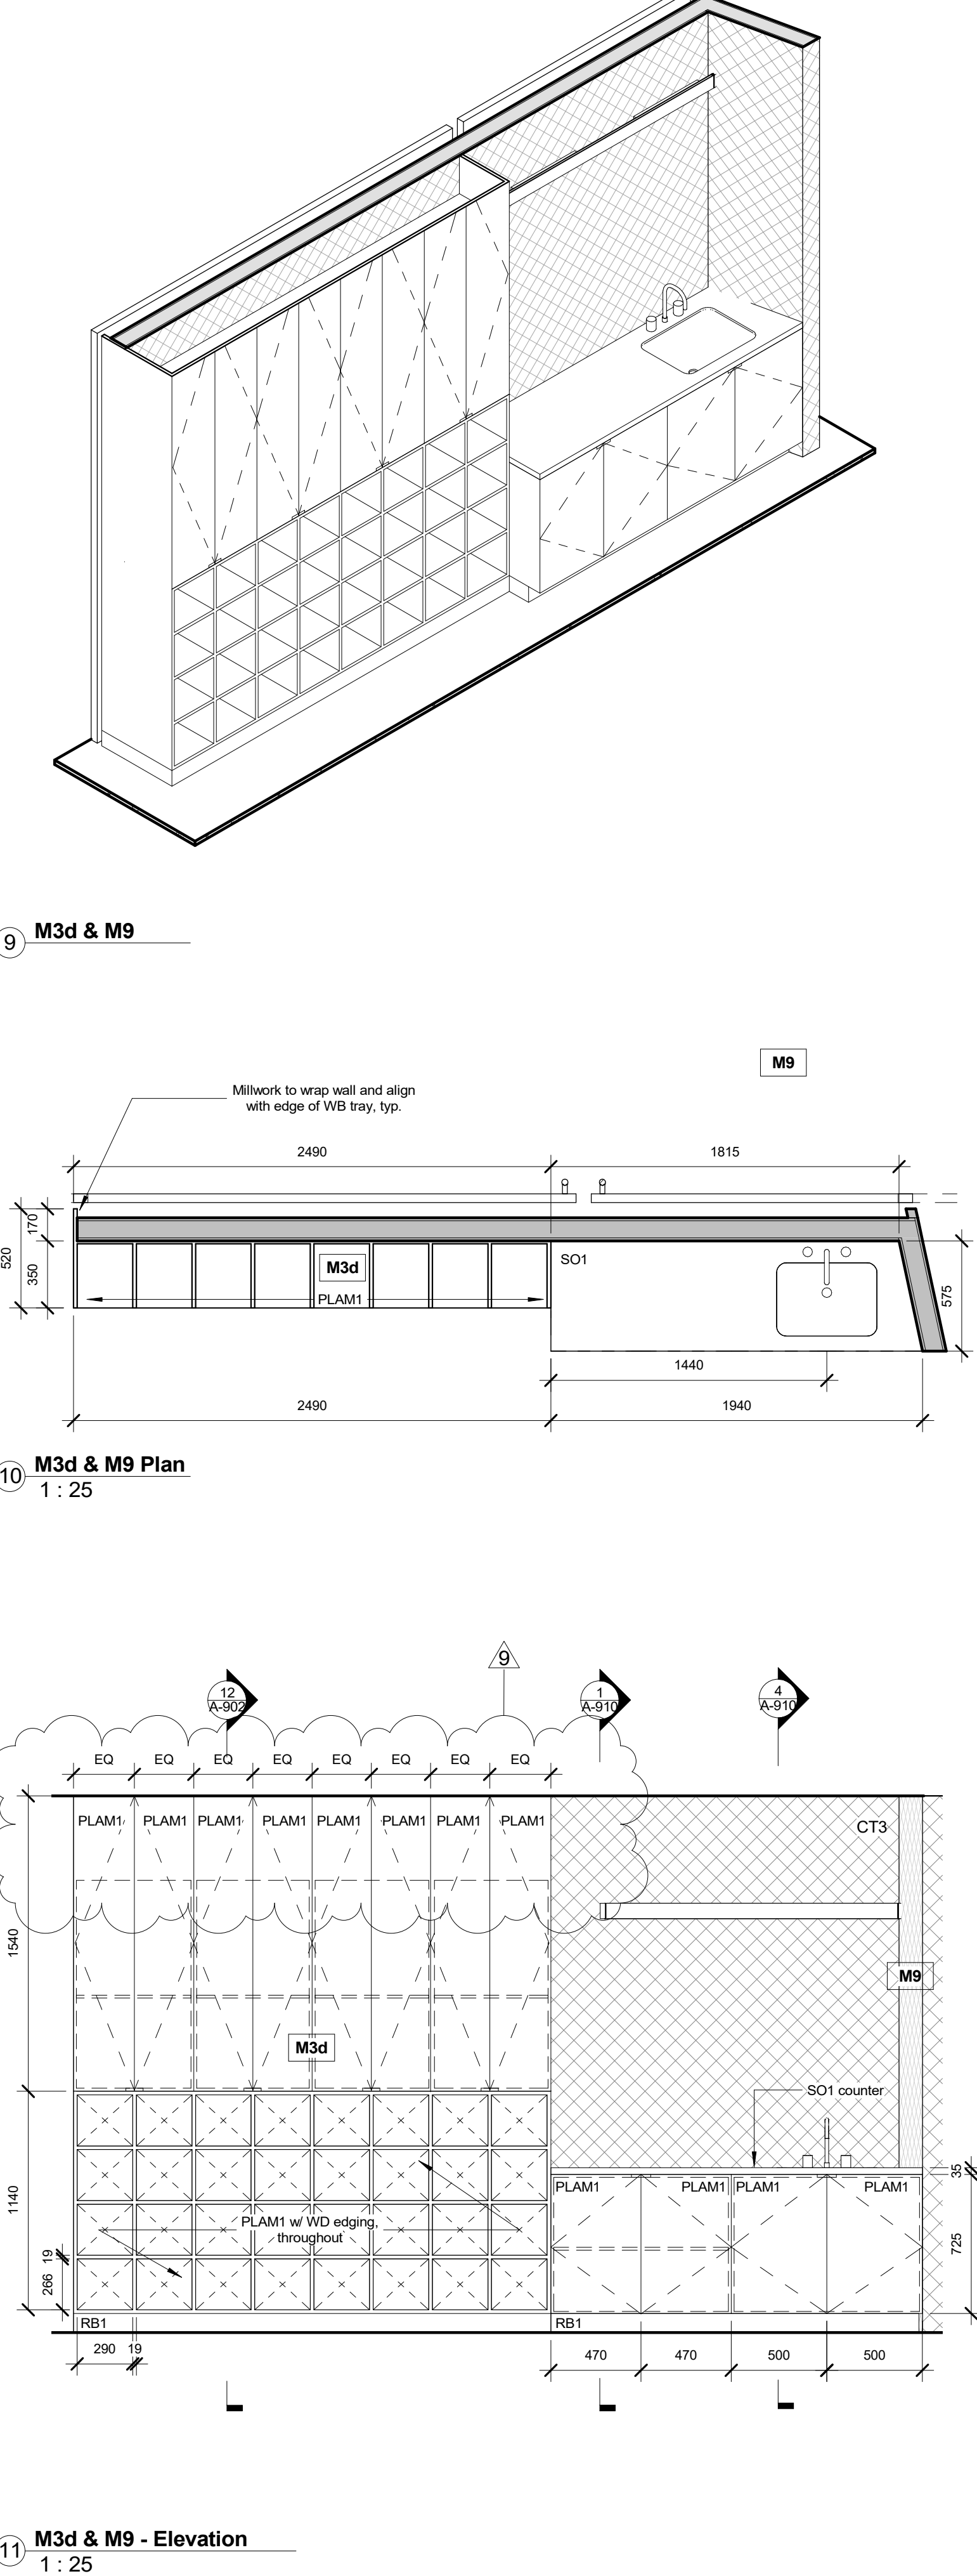 9
M3d & M9
M9
Millwork to wrap wall and align
with edge of WB tray, typ.
2490
1815
520
170
350
M3d
PLAM1
SO1
575
1440
2490
1940
10
M3d & M9 Plan
1 : 25
9
12
A-902
1
A-910
4
A-910
EQ EQ EQ EQ EQ EQ EQ EQ
PLAM1 PLAM1 PLAM1 PLAM1 PLAM1 PLAM1 PLAM1 PLAM1
CT3
1540
M9
M3d
SO1 counter
35
PLAM1 PLAM1 PLAM1 PLAM1
1140
PLAM1 w/ WD edging,
throughout
725
19
266
RB1
RB1
290 19
470 470 500 500
11
M3d & M9 - Elevation
1 : 25